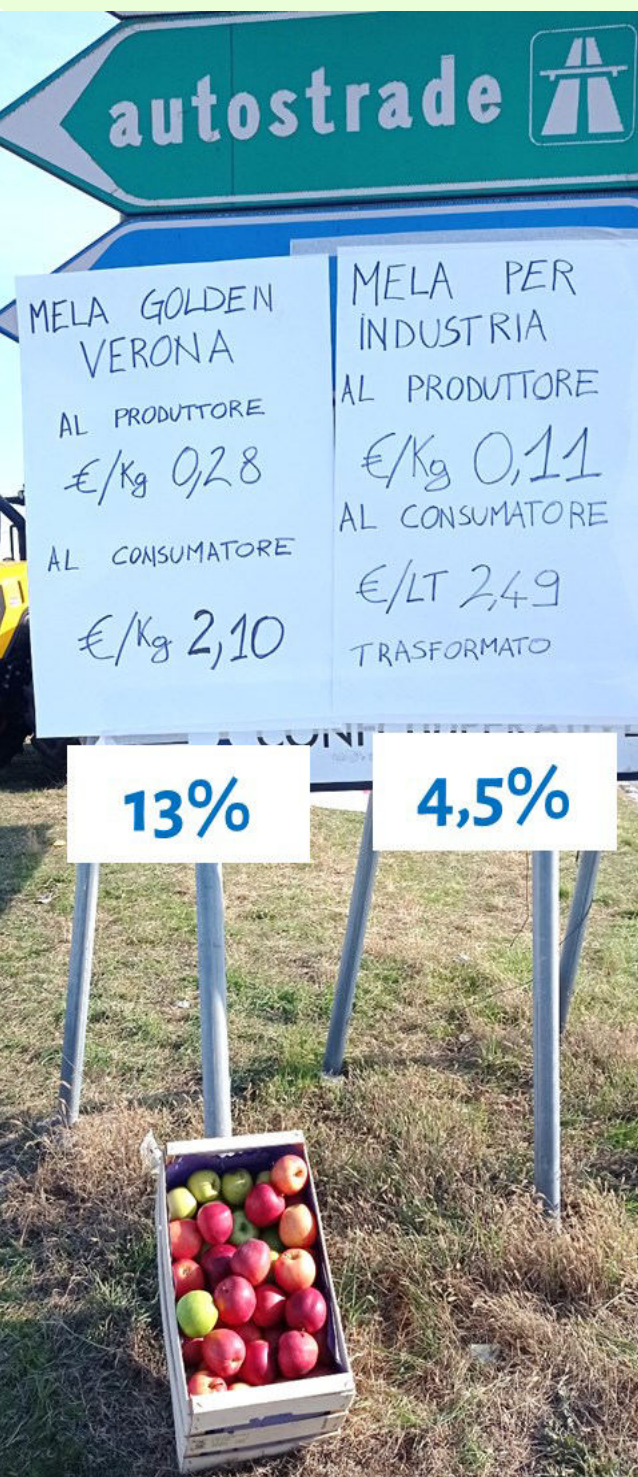 autostrade
MELA GOLDEN
VERONA
AL PRODUTTORE
€/Kg 0,28
AL CONSUMATORE
€/Kg 2,10
MELA PER
INDUSTRIA
AL PRODUTTORE
€/Kg 0,11
AL CONSUMATORE
€/LT 2,49
TRASFORMATO
13%
4,5%